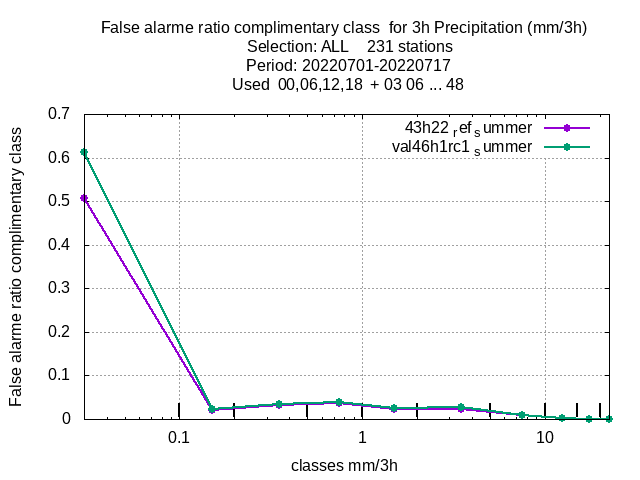 False alarme ratio complimentary class  for 3h Precipitation (mm/3h)
Selection: ALL    231 stations
Period: 20220701-20220717
Used  00,06,12,18  + 03 06 ... 48
0.7
0.6
0.5
0.4
0.3
0.2
0.1
0
43h22 ref summer
val46h1rc1 summer
False alarme ratio complimentary class
0.1
1
10
classes mm/3h